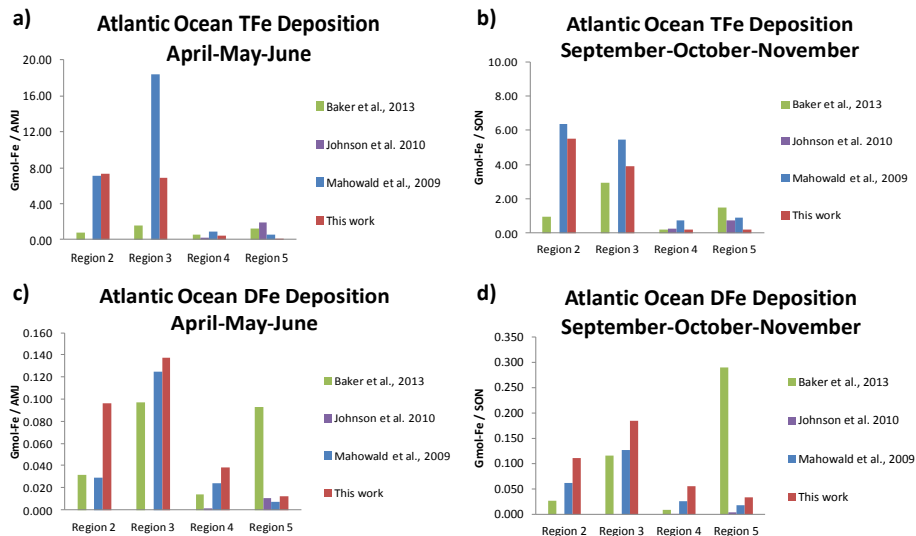 a)
Atlantic Ocean TFe Deposition
April-May-June
Gmol-Fe / AMJ
20.00
16.00
12.00
8.00
4.00
0.00
Region 2 Region 3 Region 4 Region 5
Baker et al., 2013
Johnson et al. 2010
Mahowald et al., 2009
This work
b)
Atlantic Ocean TFe Deposition
September-October-November
Gmol-Fe / SON
10.00
8.00
6.00
4.00
2.00
0.00
Region 2 Region 3 Region 4 Region 5
Baker et al., 2013
Johnson et al. 2010
Mahowald et al., 2009
This work
c)
Atlantic Ocean DFe Deposition
April-May-June
Gmol-Fe / AMJ
0.160
0.140
0.120
0.100
0.080
0.060
0.040
0.020
0.000
Region 2 Region 3 Region 4 Region 5
Baker et al., 2013
Johnson et al. 2010
Mahowald et al., 2009
This work
d)
Atlantic Ocean DFe Deposition
September-October-November
Gmol-Fe / SON
0.350
0.300
0.250
0.200
0.150
0.100
0.050
0.000
Region 2 Region 3 Region 4 Region 5
Baker et al., 2013
Johnson et al. 2010
Mahowald et al., 2009
This work